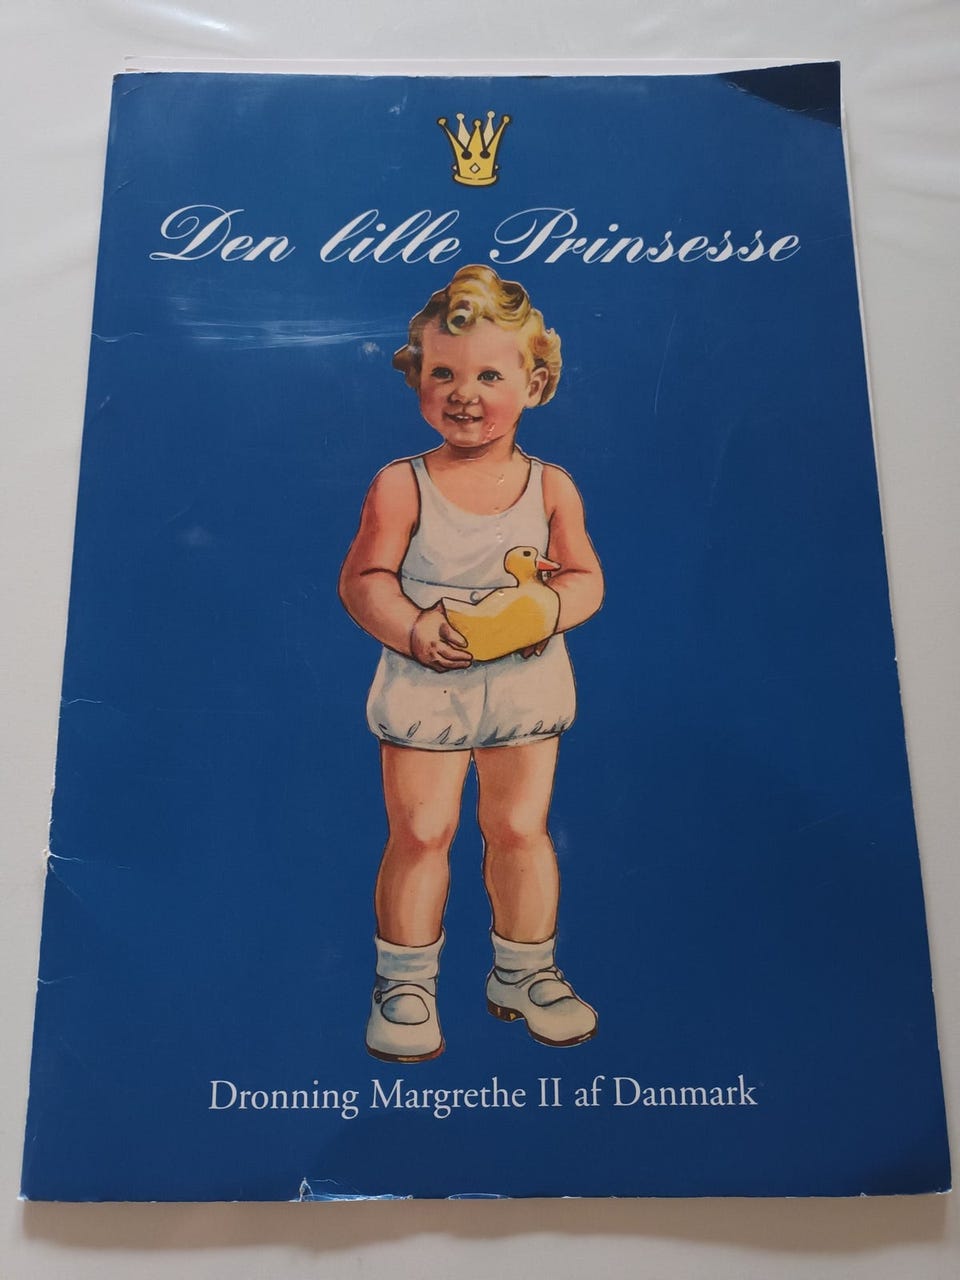 Den lille Prinsesse
Dronning Margrethe II af Danmark